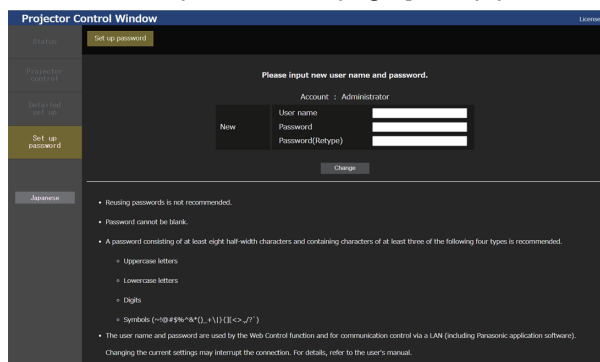 Projector Control Window
License
Status
Set up password
Projector
control
Please input new user name and password.
Detailed
set up
Account : Administrator
User name
New
Password
Password(Retype)
Set up
password
Change
Japanese
• Reusing passwords is not recommended.
• Password cannot be blank.
• A password consisting of at least eight half-width characters and containing characters of at least three of the following four types is recommended.
○ Uppercase letters
○ Lowercase letters
○ Digits
• The user name and password are used by the Web Control function and for communication control via a LAN (including Panasonic application software).
Changing the current settings may interrupt the connection. For details, refer to the user's manual.